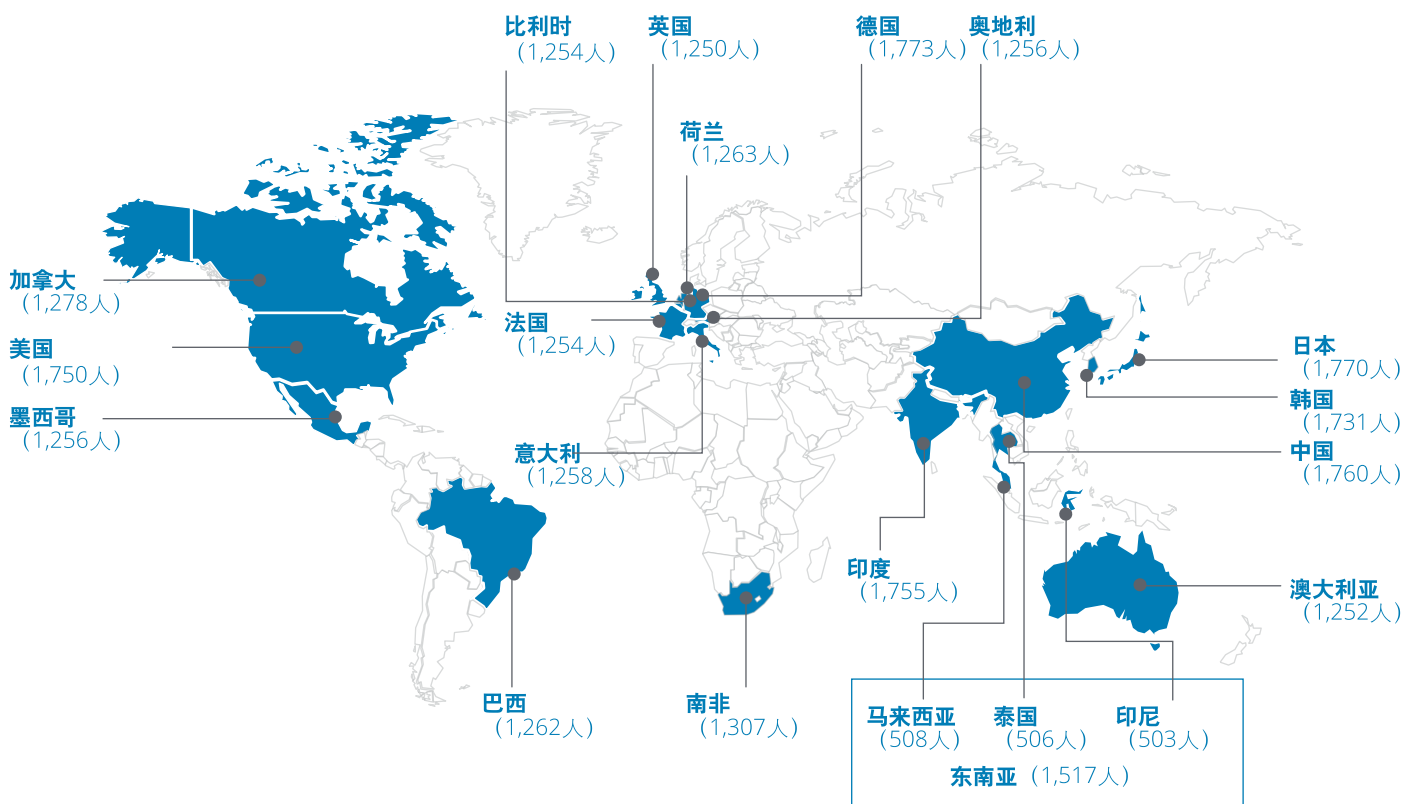 比利时
（1,254人）
英国
（1,250人）
德国
（1,773人）
奥地利
（1,256人）
荷兰
（1,263人）
加拿大
（1,278人）
美国
（1,750人）
墨西哥
（1,256人）
法国
（1,254人）
意大利
（1,258人）
日本
（1,770人）
韩国
（1,731人）
中国
（1,760人）
印度
（1,755人）
澳大利亚
（1,252人）
巴西
（1,262人）
南非
（1,307人）
马来西亚
（508人）
泰国
（506人）
印尼
（503人）
东南亚（1,517人）